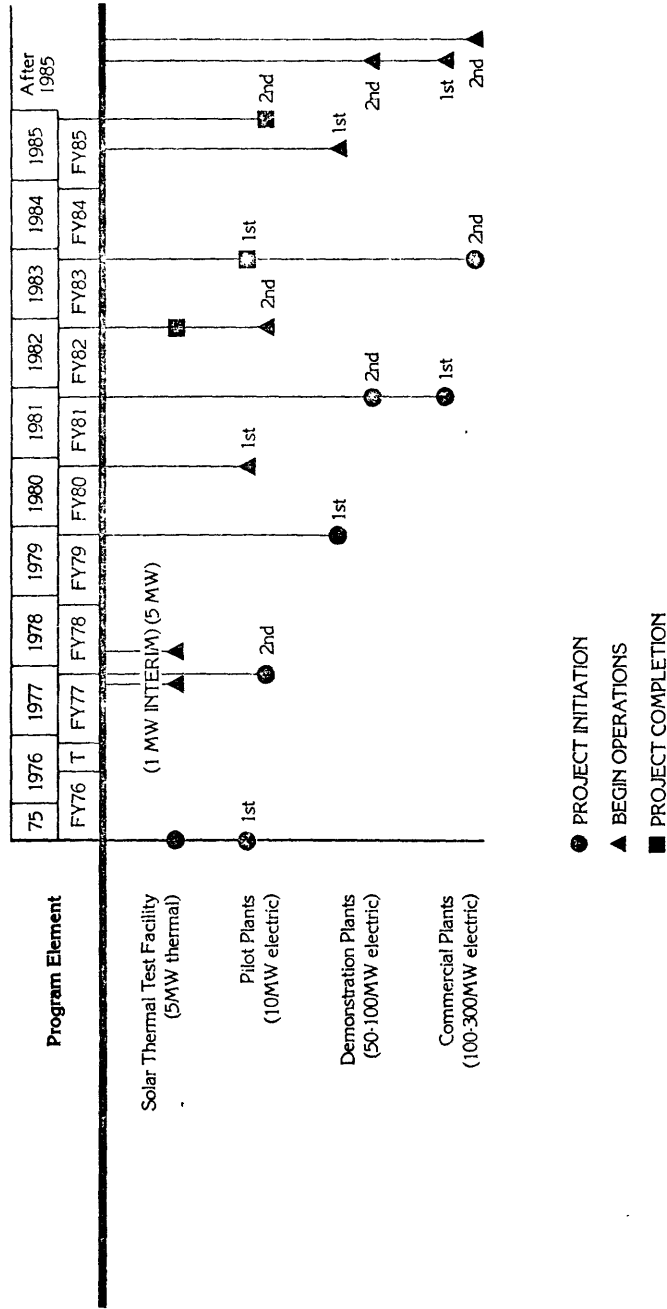 Program Element
75 1976 1977 1978 1979 1980 1981 1982 1983 1984 1985 After 1985
FY76 T FY77 FY78 FY79 FY80 FY81 FY82 FY83 FY84 FY85
Solar Thermal Test Facility
(5MW thermal)
(1 MW INTERIM) (5 MW)
Pilot Plants
(10MW electric)
1st
2nd
1st
2nd
1st
2nd
Demonstration Plants
(50-100MW electric)
1st
2nd
1st
2nd
Commercial Plants
(100-300MW electric)
1st
2nd
1st
2nd
PROJECT INITIATION
BEGIN OPERATIONS
PROJECT COMPLETION